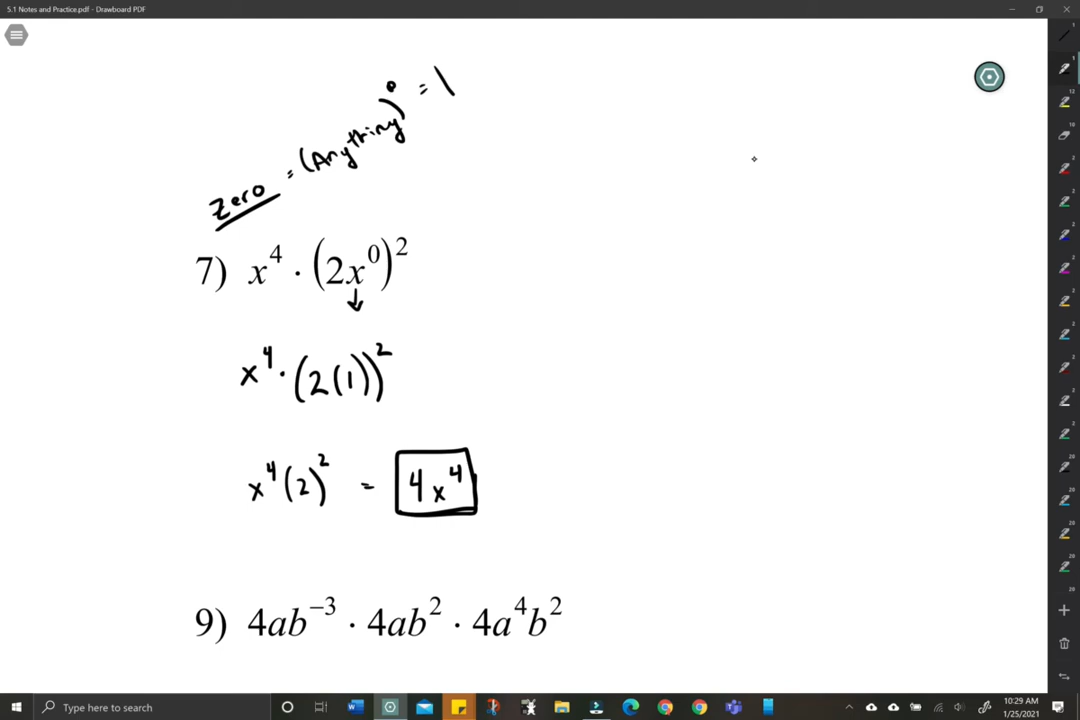 5.1 Notes and Practice.pdf - Drawboard PDF
Zero = (Anything)⁰ = 1
7) x⁴ · (2x⁰)²
x⁴ · (2(1))²
x⁴(2)² = 4x⁴
9) 4ab⁻³ · 4ab² · 4a⁴b²
Type here to search
10:29 AM
1/25/2021